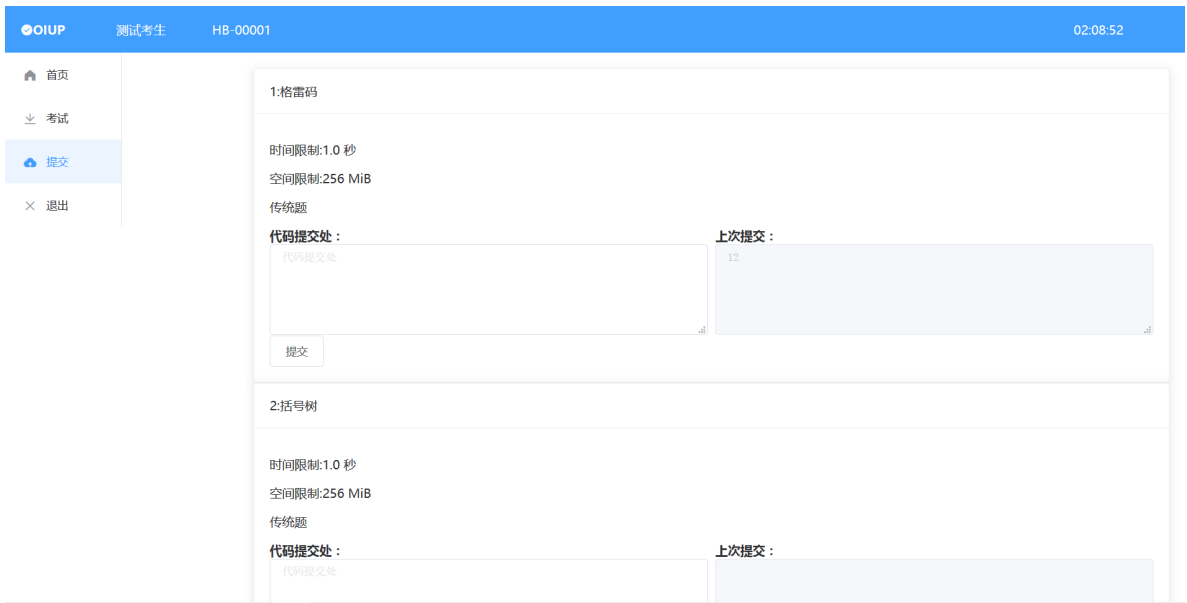 OIUP 测试考生 HB-00001 02:08:52
首页
考试
提交
退出
1:格雷码
时间限制:1.0 秒
空间限制:256 MiB
传统题
代码提交处： 上次提交：
代码提交处 12
提交
2:括号树
时间限制:1.0 秒
空间限制:256 MiB
传统题
代码提交处： 上次提交：
代码提交处